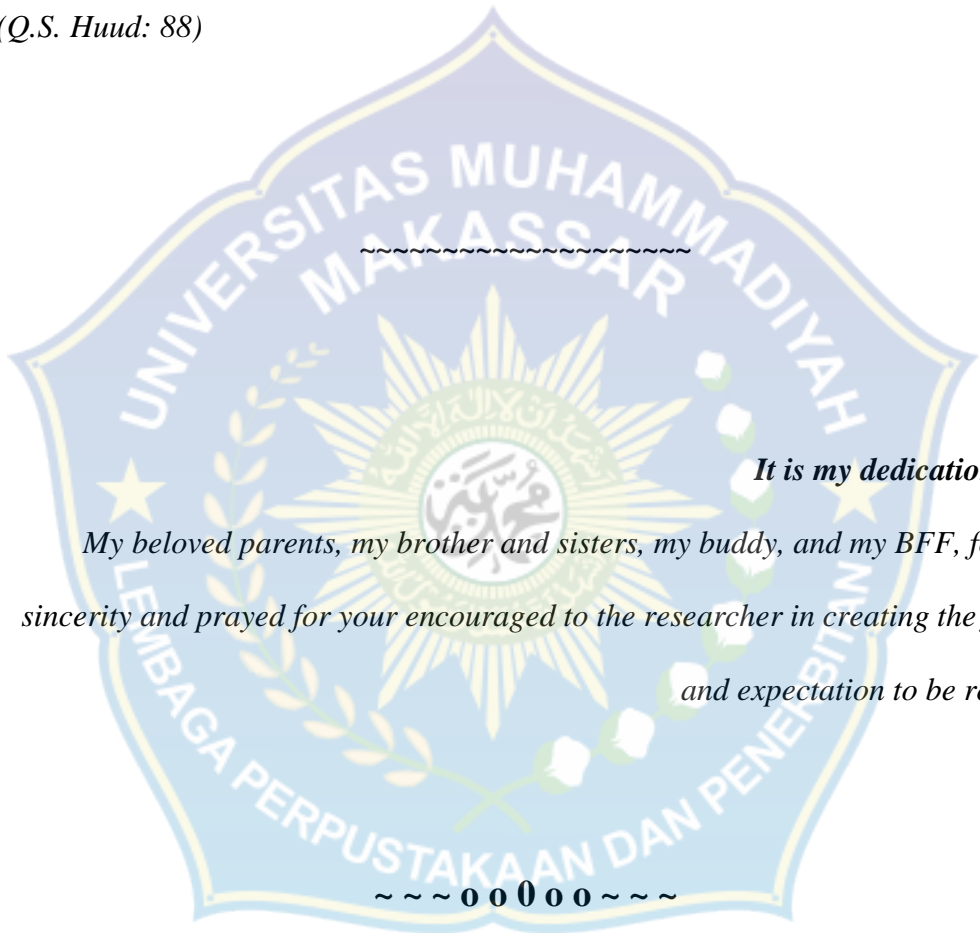 (Q.S. Huud: 88)
UNIVERSITAS MUHAMMADIYAH
MAKASSAR
~~~~~~~~~~~~~~~~~~~~
محمدية
It is my dedication
My beloved parents, my brother and sisters, my buddy, and my BFF,
sincerity and prayed for your encouraged to the researcher in creating the
and expectation to be
LEMBAGA PERPUSTAKAAN DAN PENERBITAN
~ ~ ~ o o 0 o o ~ ~ ~